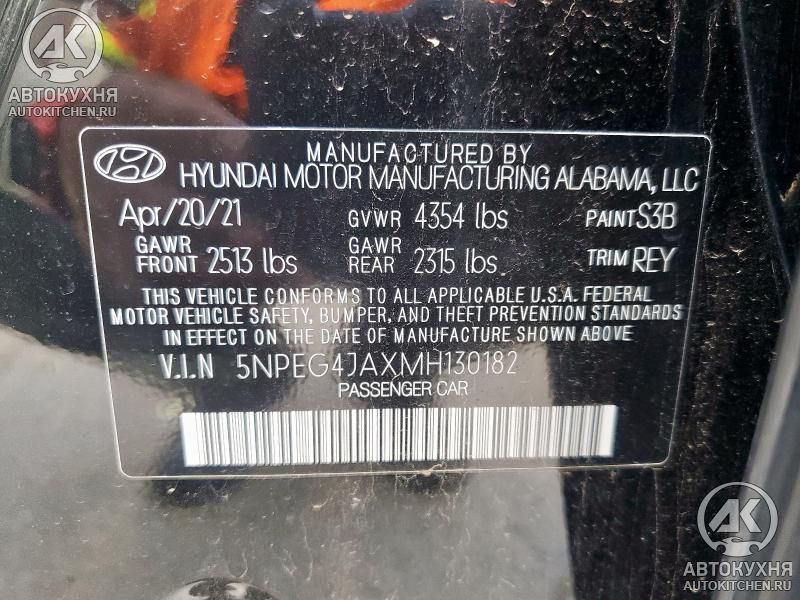 АВТОКУХНЯ
AUTOKITCHEN.RU
MANUFACTURED BY
HYUNDAI MOTOR MANUFACTURING ALABAMA, LLC
Apr/20/21 GVWR 4354 lbs PAINT S3B
GAWR FRONT 2513 lbs GAWR REAR 2315 lbs TRIM REY
THIS VEHICLE CONFORMS TO ALL APPLICABLE U.S.A. FEDERAL
MOTOR VEHICLE SAFETY, BUMPER, AND THEFT PREVENTION STANDARDS
IN EFFECT ON THE DATE OF MANUFACTURE SHOWN ABOVE
V.I.N 5NPEG4JAXMH130182
PASSENGER CAR
АК
АВТОКУХНЯ
AUTOKITCHEN.RU